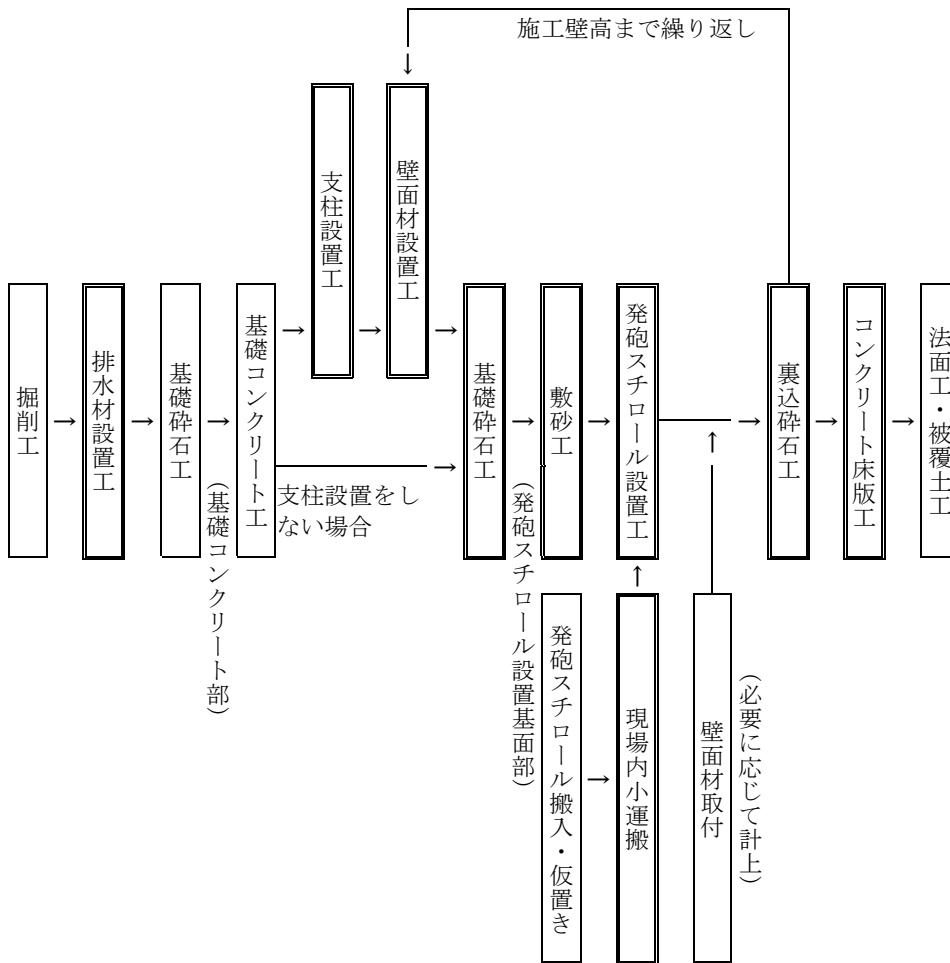 施工壁高まで繰り返し
掘削工
→
排水材設置工
→
基礎砕石工
(基礎コンクリート部)
→
基礎コンクリート工
→
支柱設置工
→
壁面材設置工
↓
→
支柱設置をし
ない場合
→
基礎砕石工
(発砲スチロール設置基面部)
→
敷砂工
→
発砲スチロール設置工
→
裏込砕石工
→
コンクリート床版工
→
法面工・被覆土工
発砲スチロール搬入・仮置き
→
現場内小運搬
↑
壁面材取付
(必要に応じて計上)
↑